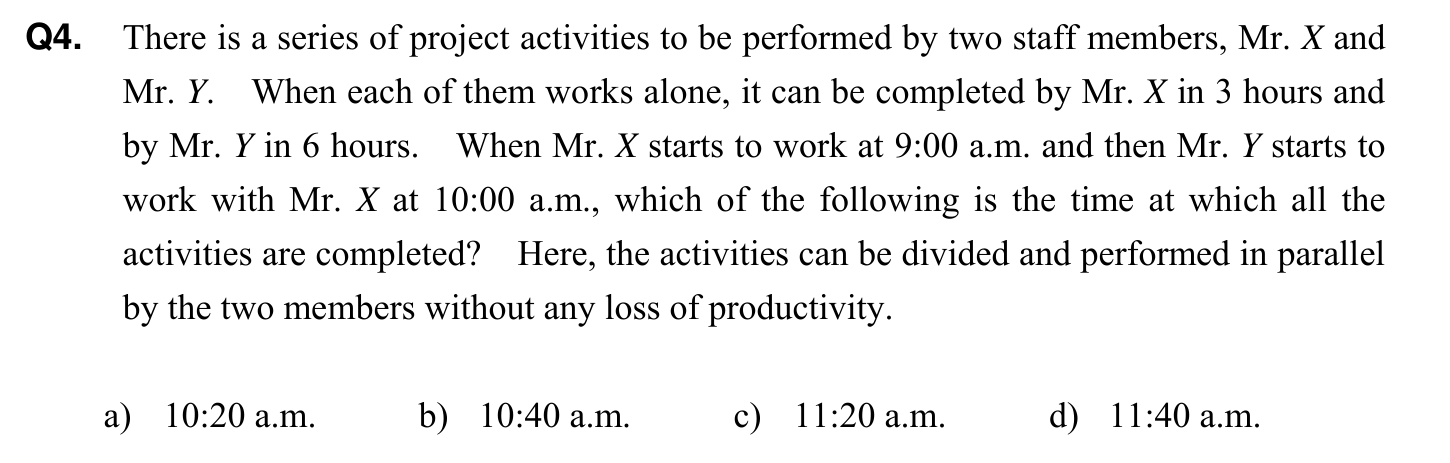 Q4. There is a series of project activities to be performed by two staff members, Mr. X and
Mr. Y. When each of them works alone, it can be completed by Mr. X in 3 hours and
by Mr. Y in 6 hours. When Mr. X starts to work at 9:00 a.m. and then Mr. Y starts to
work with Mr. X at 10:00 a.m., which of the following is the time at which all the
activities are completed? Here, the activities can be divided and performed in parallel
by the two members without any loss of productivity.
a) 10:20 a.m. b) 10:40 a.m. c) 11:20 a.m. d) 11:40 a.m.